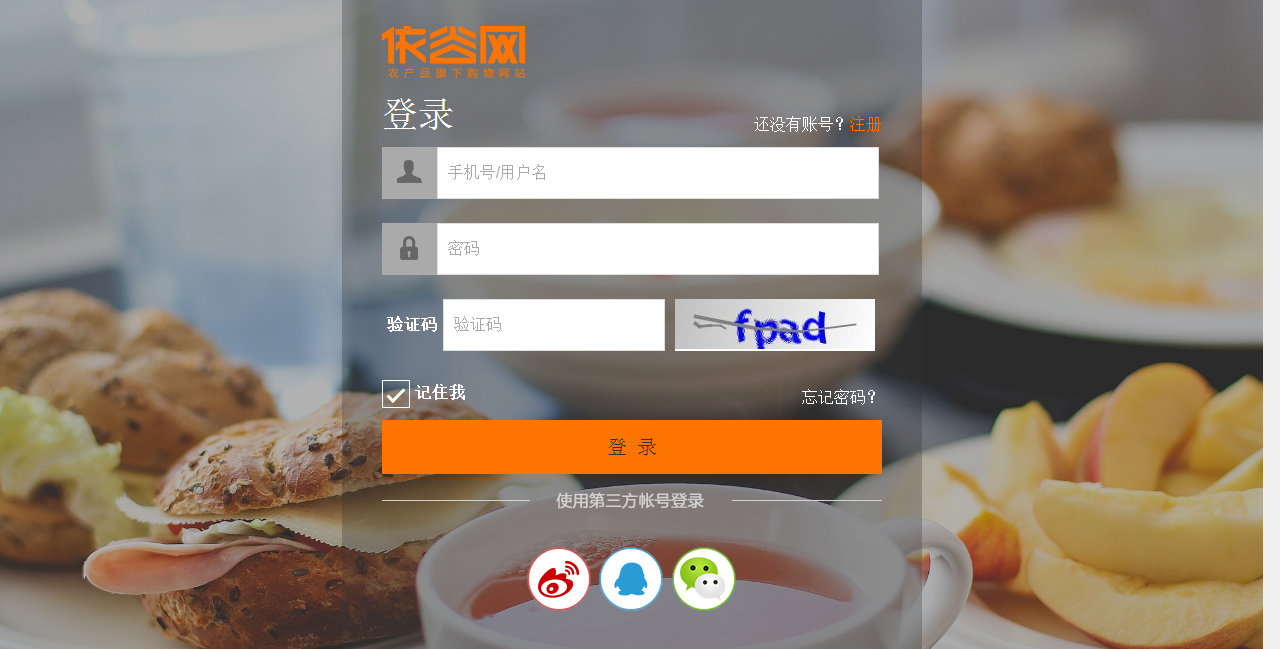 依谷网
农产品旗下购物网站
登录
还没有账号？注册
手机号/用户名
密码
验证码 验证码 fpad
记住我 忘记密码？
登 录
使用第三方帐号登录